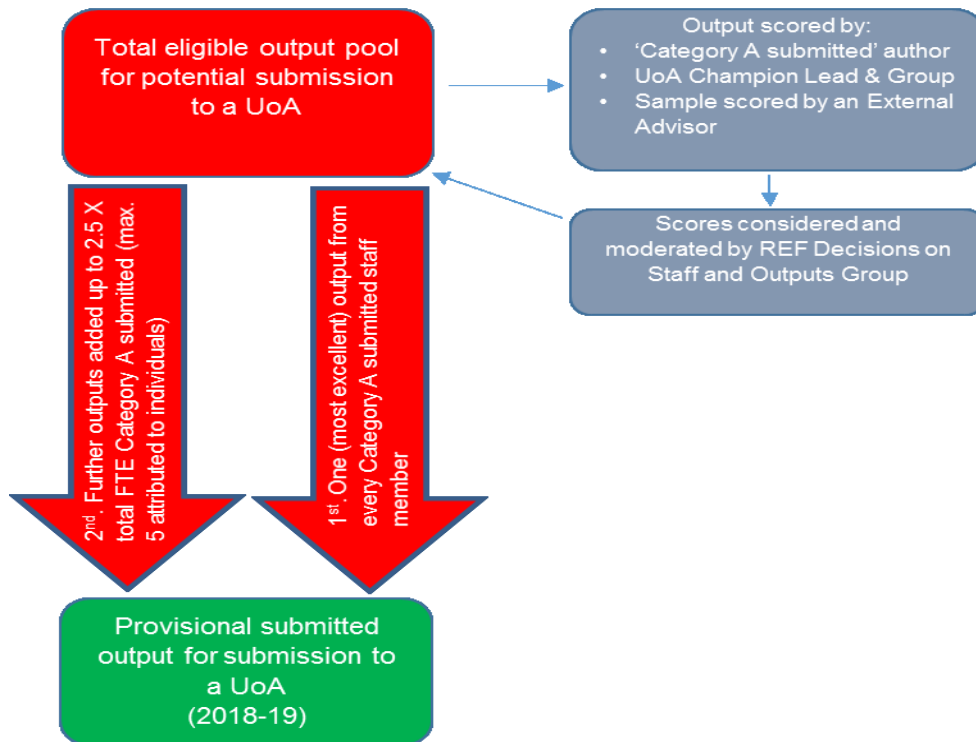 Total eligible output pool
for potential submission
to a UoA
Output scored by:
• ‘Category A submitted’ author
• UoA Champion Lead & Group
• Sample scored by an External
Advisor
Scores considered and
moderated by REF Decisions on
Staff and Outputs Group
1st. One (most excellent) output from
every Category A submitted staff
member
2nd. Further outputs added up to 2.5 X
total FTE Category A submitted (max.
5 attributed to individuals)
Provisional submitted
output for submission to
a UoA
(2018-19)